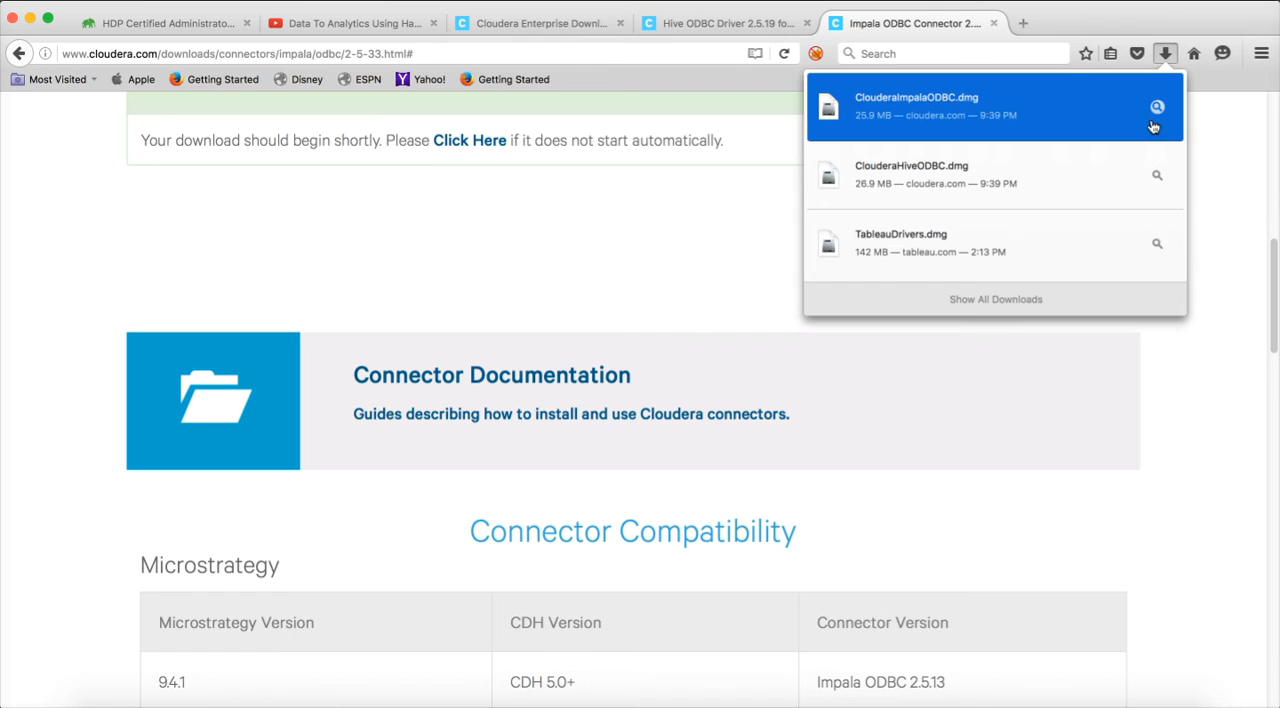 HDP Certified Administrato...
Data To Analytics Using Ha...
Cloudera Enterprise Downl...
Hive ODBC Driver 2.5.19 fo...
Impala ODBC Connector 2....
www.cloudera.com/downloads/connectors/impala/odbc/2-5-33.html#
Search
Most Visited
Apple
Getting Started
Disney
ESPN
Yahoo!
Getting Started
ClouderaImpalaODBC.dmg
25.9 MB — cloudera.com — 9:39 PM
ClouderaHiveODBC.dmg
26.9 MB — cloudera.com — 9:39 PM
TableauDrivers.dmg
142 MB — tableau.com — 2:13 PM
Show All Downloads
Your download should begin shortly. Please Click Here if it does not start automatically.
Connector Documentation
Guides describing how to install and use Cloudera connectors.
Connector Compatibility
Microstrategy
Microstrategy Version
CDH Version
Connector Version
9.4.1
CDH 5.0+
Impala ODBC 2.5.13